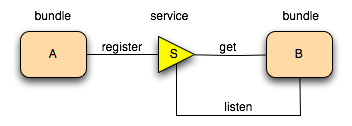 bundle
service
bundle
A
register
S
get
B
listen